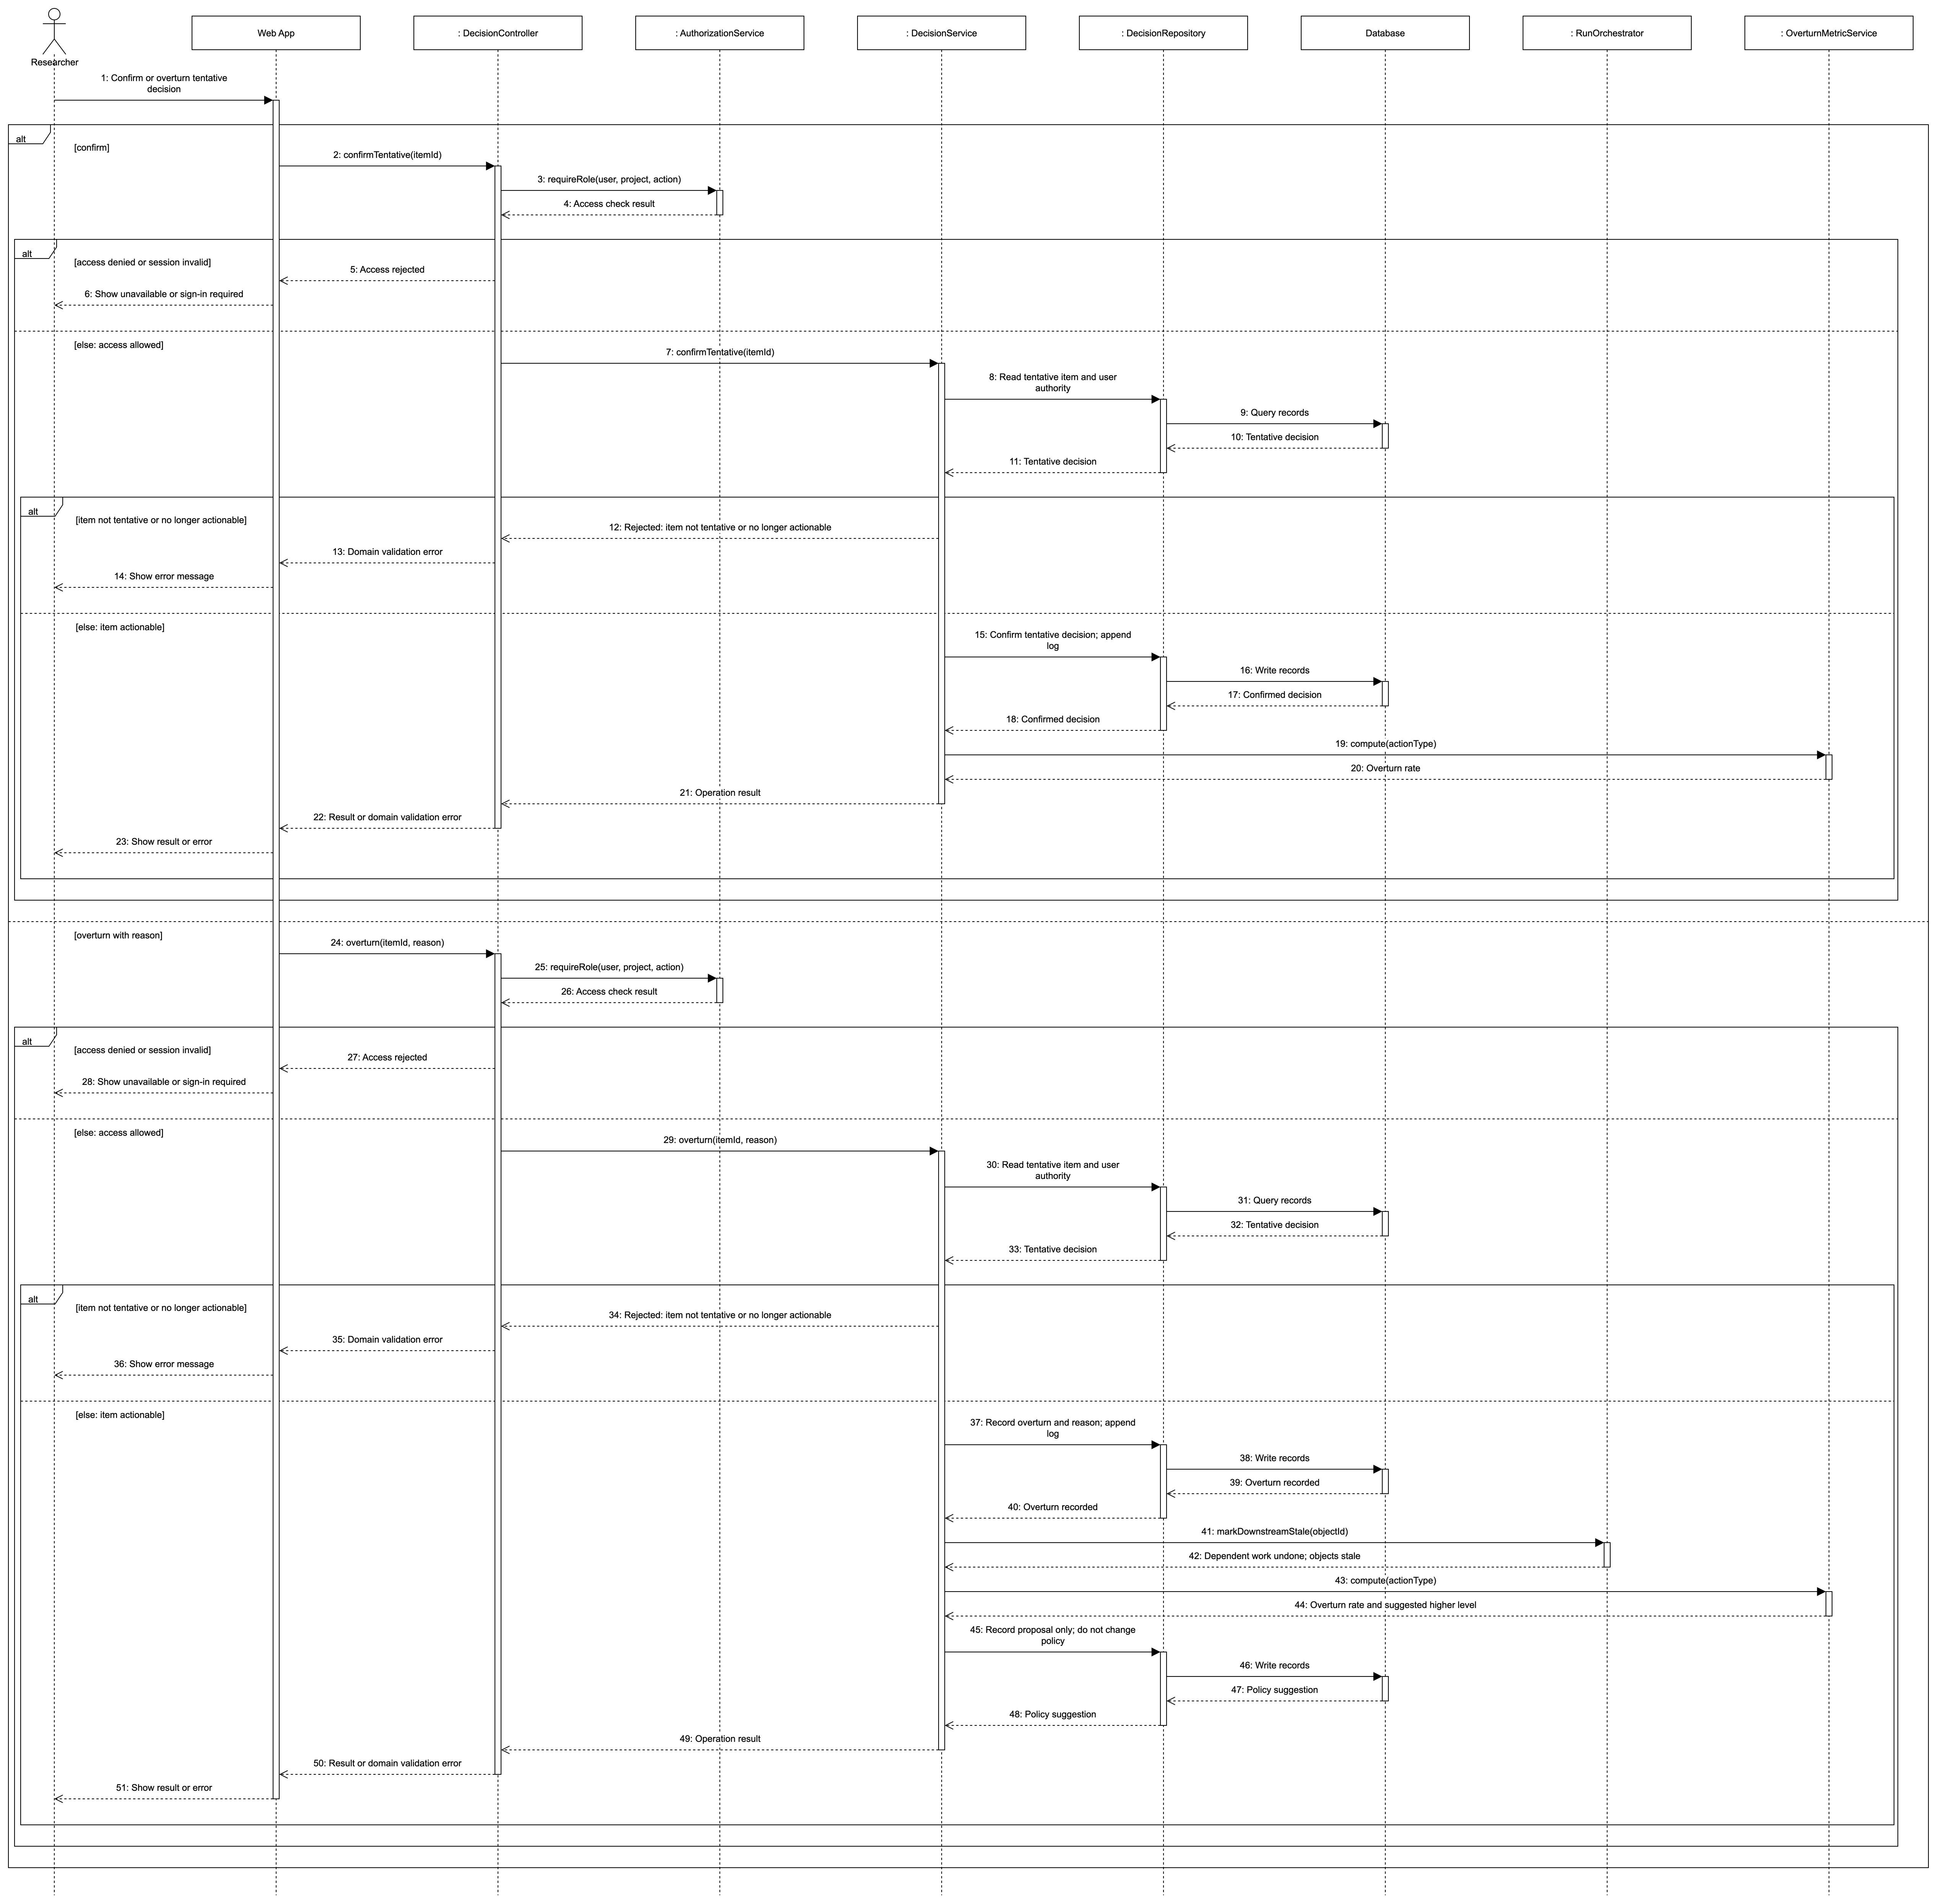 Researcher
Web App
: DecisionController
: AuthorizationService
: DecisionService
: DecisionRepository
Database
: RunOrchestrator
: OverturnMetricService
1: Confirm or overturn tentative
decision
alt
[confirm]
2: confirmTentative(itemId)
3: requireRole(user, project, action)
4: Access check result
alt
[access denied or session invalid]
5: Access rejected
6: Show unavailable or sign-in required
[else: access allowed]
7: confirmTentative(itemId)
8: Read tentative item and user
authority
9: Query records
10: Tentative decision
11: Tentative decision
alt
[item not tentative or no longer actionable]
12: Rejected: item not tentative or no longer actionable
13: Domain validation error
14: Show error message
[else: item actionable]
15: Confirm tentative decision; append
log
16: Write records
17: Confirmed decision
18: Confirmed decision
19: compute(actionType)
20: Overturn rate
21: Operation result
22: Result or domain validation error
23: Show result or error
[overturn with reason]
24: overturn(itemId, reason)
25: requireRole(user, project, action)
26: Access check result
alt
[access denied or session invalid]
27: Access rejected
28: Show unavailable or sign-in required
[else: access allowed]
29: overturn(itemId, reason)
30: Read tentative item and user
authority
31: Query records
32: Tentative decision
33: Tentative decision
alt
[item not tentative or no longer actionable]
34: Rejected: item not tentative or no longer actionable
35: Domain validation error
36: Show error message
[else: item actionable]
37: Record overturn and reason; append
log
38: Write records
39: Overturn recorded
40: Overturn recorded
41: markDownstreamStale(objectId)
42: Dependent work undone; objects stale
43: compute(actionType)
44: Overturn rate and suggested higher level
45: Record proposal only; do not change
policy
46: Write records
47: Policy suggestion
48: Policy suggestion
49: Operation result
50: Result or domain validation error
51: Show result or error